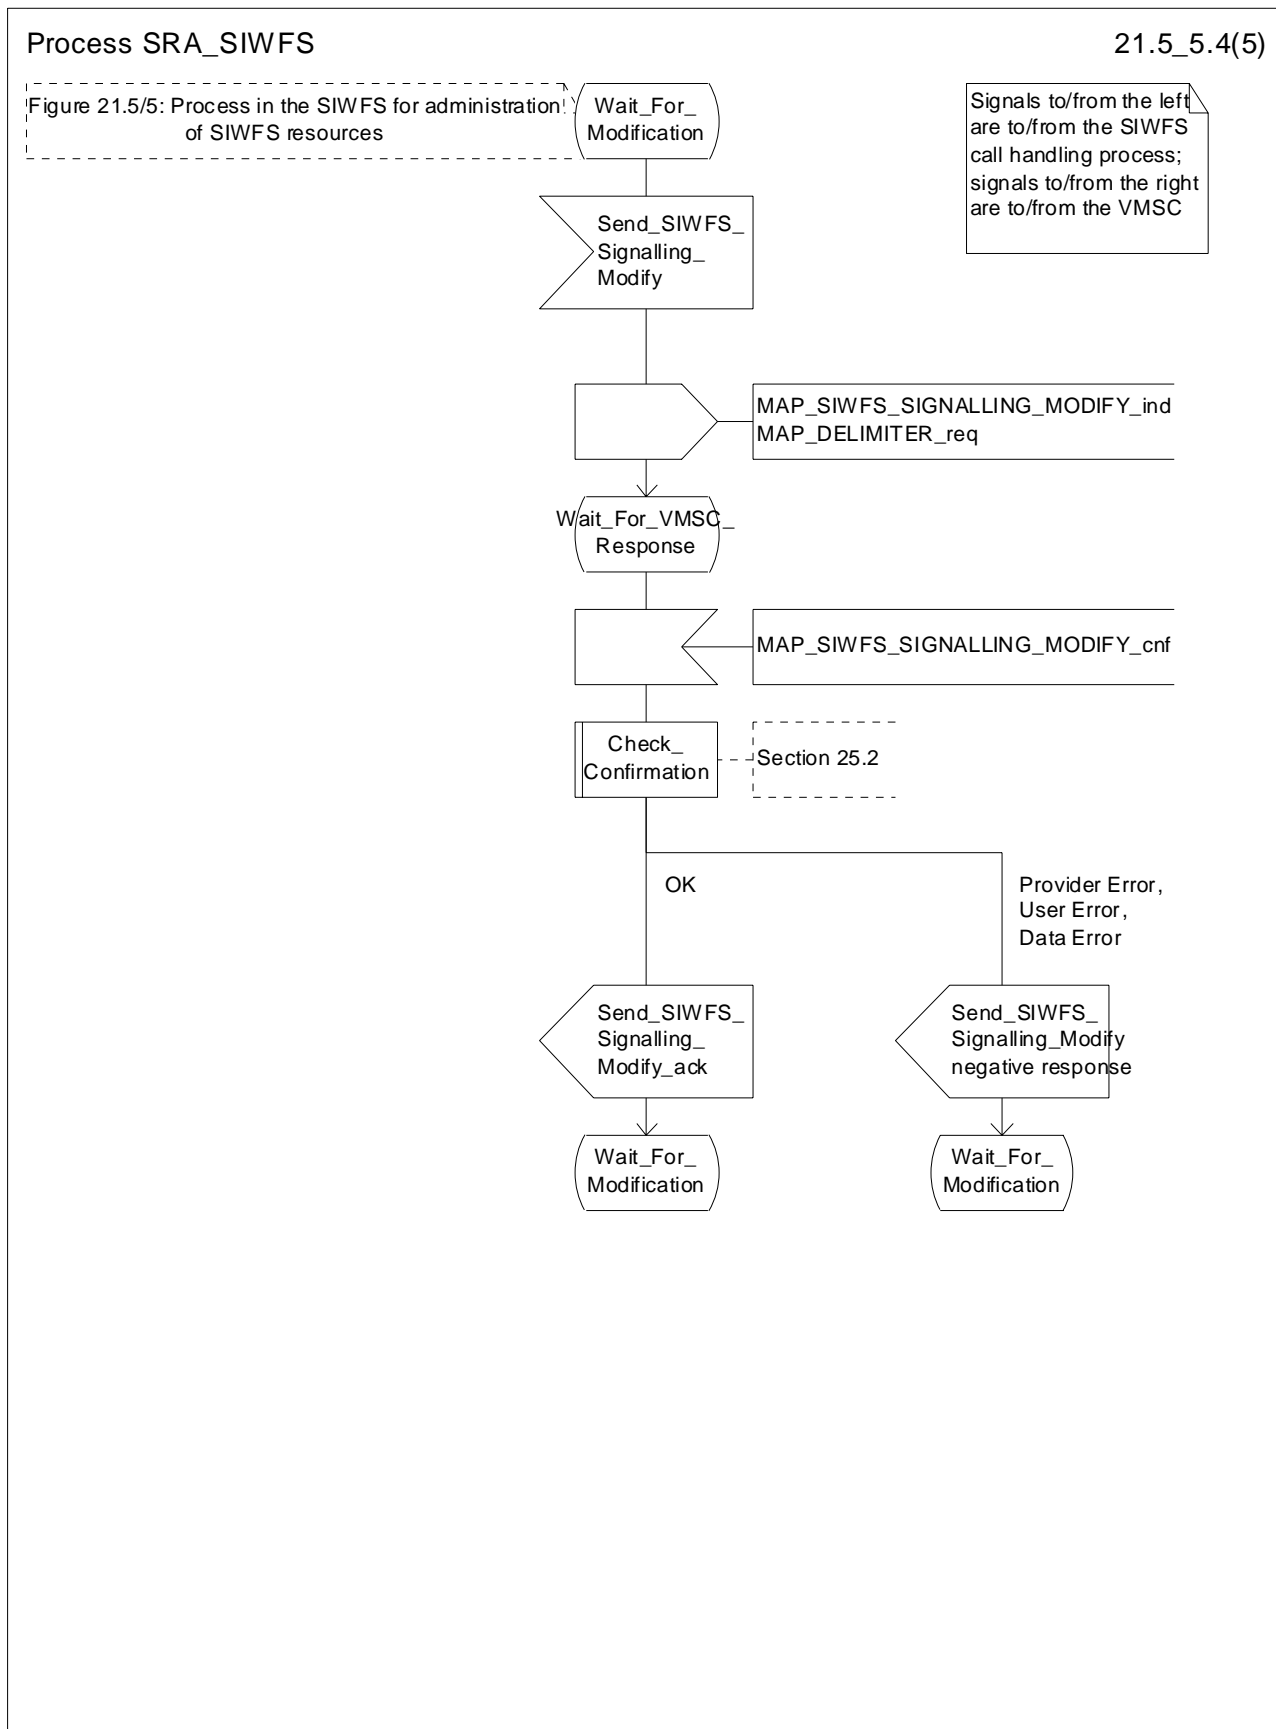 Process SRA_SIWFS
21.5_5.4(5)
Figure 21.5/5: Process in the SIWFS for administration
of SIWFS resources
Wait_For_
Modification
Signals to/from the left
are to/from the SIWFS
call handling process;
signals to/from the right
are to/from the VMSC
Send_SIWFS_
Signalling_
Modify
MAP_SIWFS_SIGNALLING_MODIFY_ind
MAP_DELIMITER_req
Wait_For_VMSC_
Response
MAP_SIWFS_SIGNALLING_MODIFY_cnf
Check_
Confirmation
Section 25.2
OK
Provider Error,
User Error,
Data Error
Send_SIWFS_
Signalling_
Modify_ack
Send_SIWFS_
Signalling_Modify
negative response
Wait_For_
Modification
Wait_For_
Modification